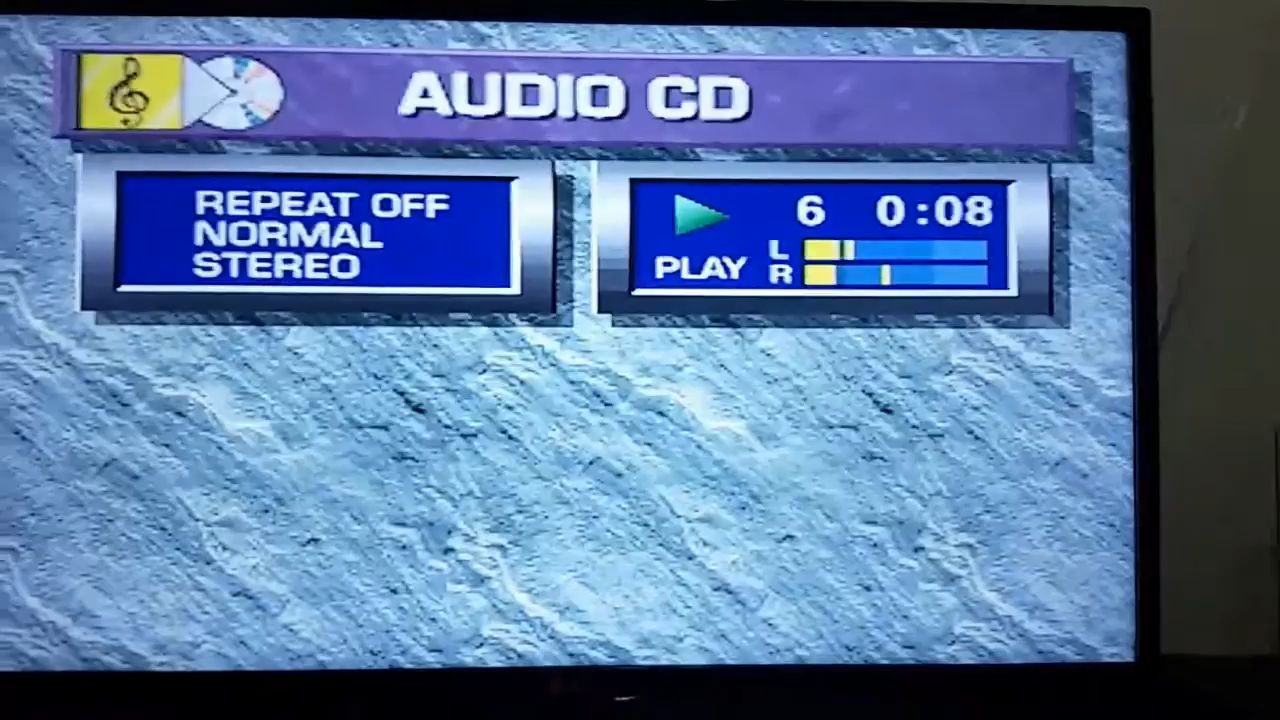 AUDIO CD
REPEAT OFF
NORMAL
STEREO
6 0:08
PLAY
L
R